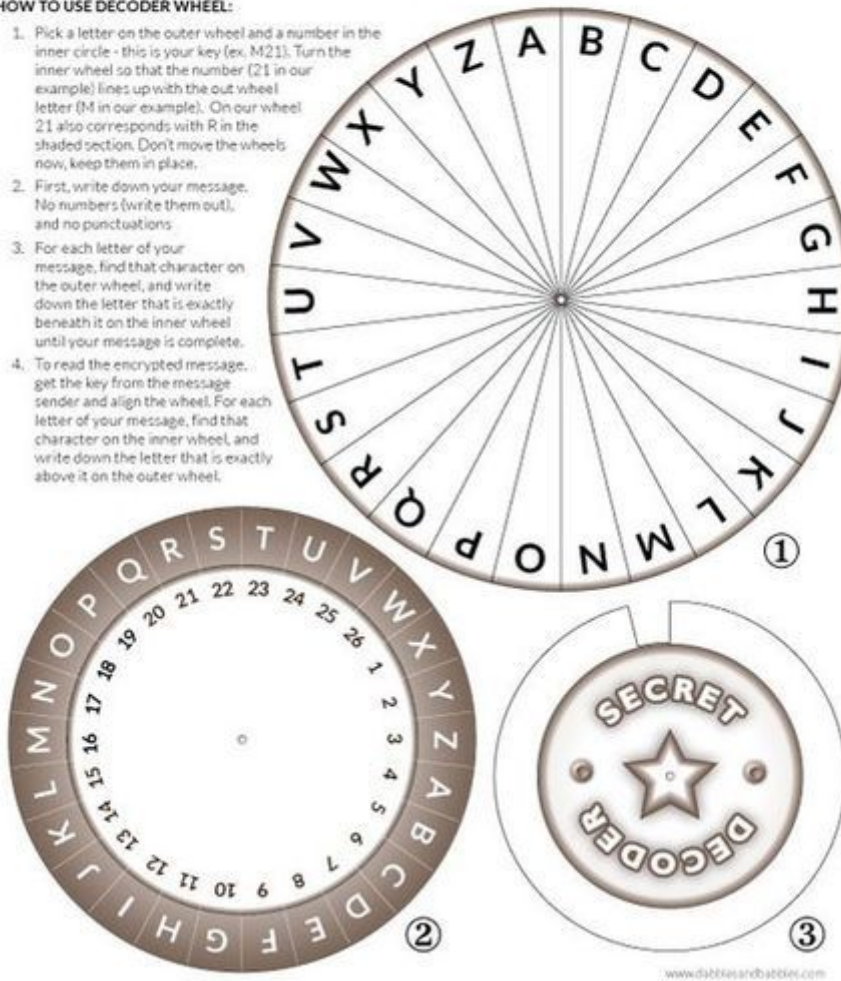 HOW TO USE DECODER WHEEL:
1. Pick a letter on the outer wheel and a number in the
inner circle - this is your key (ex. M21). Turn the
inner wheel so that the number (21 in our
example) lines up with the out wheel
letter (M in our example). On our wheel
21 also corresponds with R in the
shaded section. Don't move the wheels
now, keep them in place.
2. First, write down your message.
No numbers (write them out),
and no punctuations
3. For each letter of your
message, find that character on
the outer wheel, and write
down the letter that is exactly
beneath it on the inner wheel
until your message is complete.
4. To read the encrypted message,
get the key from the message
sender and align the wheel. For each
letter of your message, find that
character on the inner wheel, and
write down the letter that is exactly
above it on the outer wheel.
A B C D E F G H I J K L M N O P Q R S T U V W X Y Z
①
S T U V W X Y Z A B C D E F G H I J K L M N O P Q R
22 23 24 25 26 1 2 3 4 5 6 7 8 9 10 11 12 13 14 15 16 17 18 19 20 21
②
SECRET
DECODER
③
www.dabblesandbabbles.com